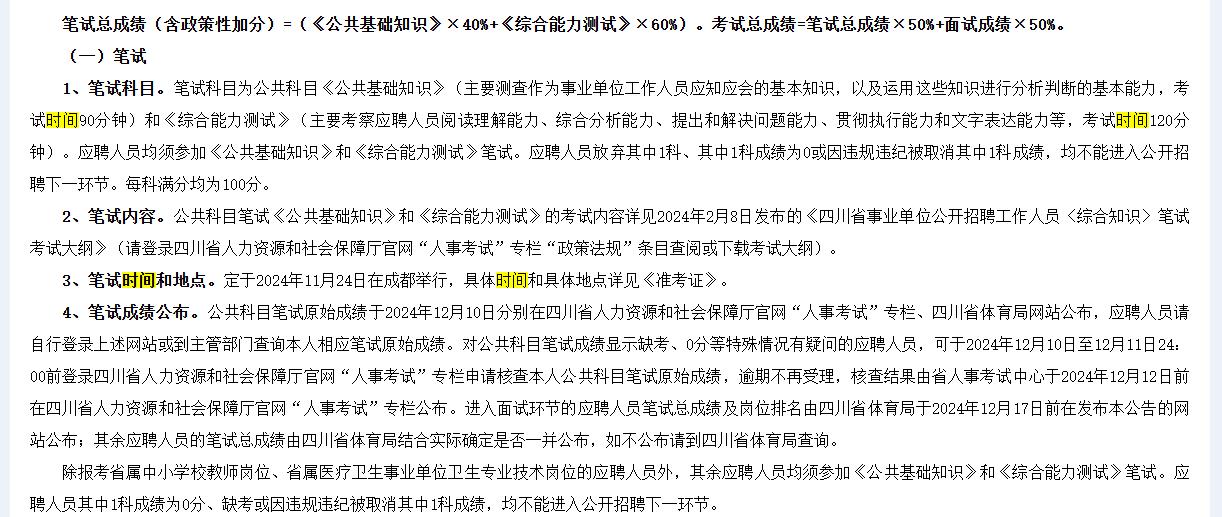 笔试总成绩（含政策性加分）=（《公共基础知识》×40%+《综合能力测试》×60%）。考试总成绩=笔试总成绩×50%+面试成绩×50%。
（一）笔试
1、笔试科目。笔试科目为公共科目《公共基础知识》（主要测查作为事业单位工作人员应知应会的基本知识，以及运用这些知识进行分析判断的基本能力，考
试时间90分钟）和《综合能力测试》（主要考察应聘人员阅读理解能力、综合分析能力、提出和解决问题能力、贯彻执行能力和文字表达能力等，考试时间120分
钟）。应聘人员均须参加《公共基础知识》和《综合能力测试》笔试。应聘人员放弃其中1科、其中1科成绩为0或因违规违纪被取消其中1科成绩，均不能进入公开招
聘下一环节。每科满分均为100分。
2、笔试内容。公共科目笔试《公共基础知识》和《综合能力测试》的考试内容详见2024年2月8日发布的《四川省事业单位公开招聘工作人员〈综合知识〉笔试
考试大纲》（请登录四川省人力资源和社会保障厅官网“人事考试”专栏“政策法规”条目查阅或下载考试大纲）。
3、笔试时间和地点。定于2024年11月24日在成都举行，具体时间和具体地点详见《准考证》。
4、笔试成绩公布。公共科目笔试原始成绩于2024年12月10日分别在四川省人力资源和社会保障厅官网“人事考试”专栏、四川省体育局网站公布，应聘人员请
自行登录上述网站或到主管部门查询本人相应笔试原始成绩。对公共科目笔试成绩显示缺考、0分等特殊情况有疑问的应聘人员，可于2024年12月10日至12月11日24：
00前登录四川省人力资源和社会保障厅官网“人事考试”专栏申请核查本人公共科目笔试原始成绩，逾期不再受理，核查结果由省人事考试中心于2024年12月12日前
在四川省人力资源和社会保障厅官网“人事考试”专栏公布。进入面试环节的应聘人员笔试总成绩及岗位排名由四川省体育局于2024年12月17日前在发布本公告的网
站公布；其余应聘人员的笔试总成绩由四川省体育局结合实际确定是否一并公布，如不公布请到四川省体育局查询。
除报考省属中小学校教师岗位、省属医疗卫生事业单位卫生专业技术岗位的应聘人员外，其余应聘人员均须参加《公共基础知识》和《综合能力测试》笔试。应
聘人员其中1科成绩为0分、缺考或因违规违纪被取消其中1科成绩，均不能进入公开招聘下一环节。